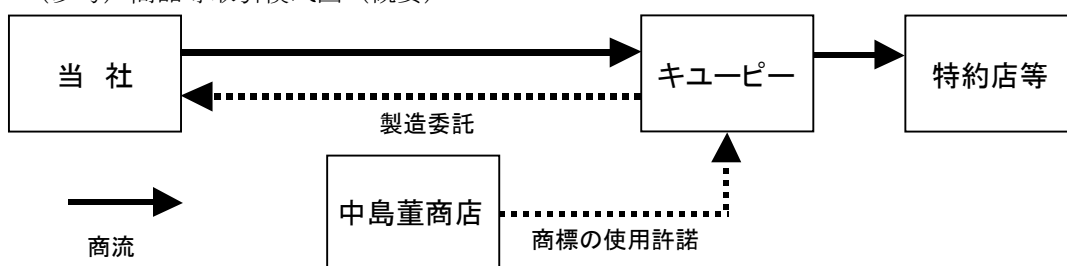 （参考）商品等取引模式図（概要）
当 社
キユーピー
特約店等
製造委託
中島董商店
商標の使用許諾
商流